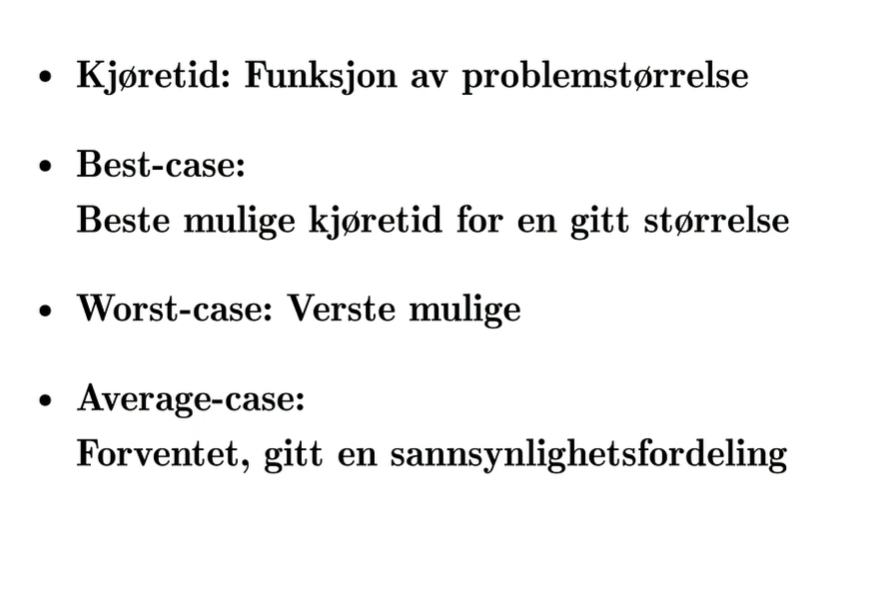 • Kjøretid: Funksjon av problemstørrelse
• Best-case:
Beste mulige kjøretid for en gitt størrelse
• Worst-case: Verste mulige
• Average-case:
Forventet, gitt en sannsynlighetsfordeling